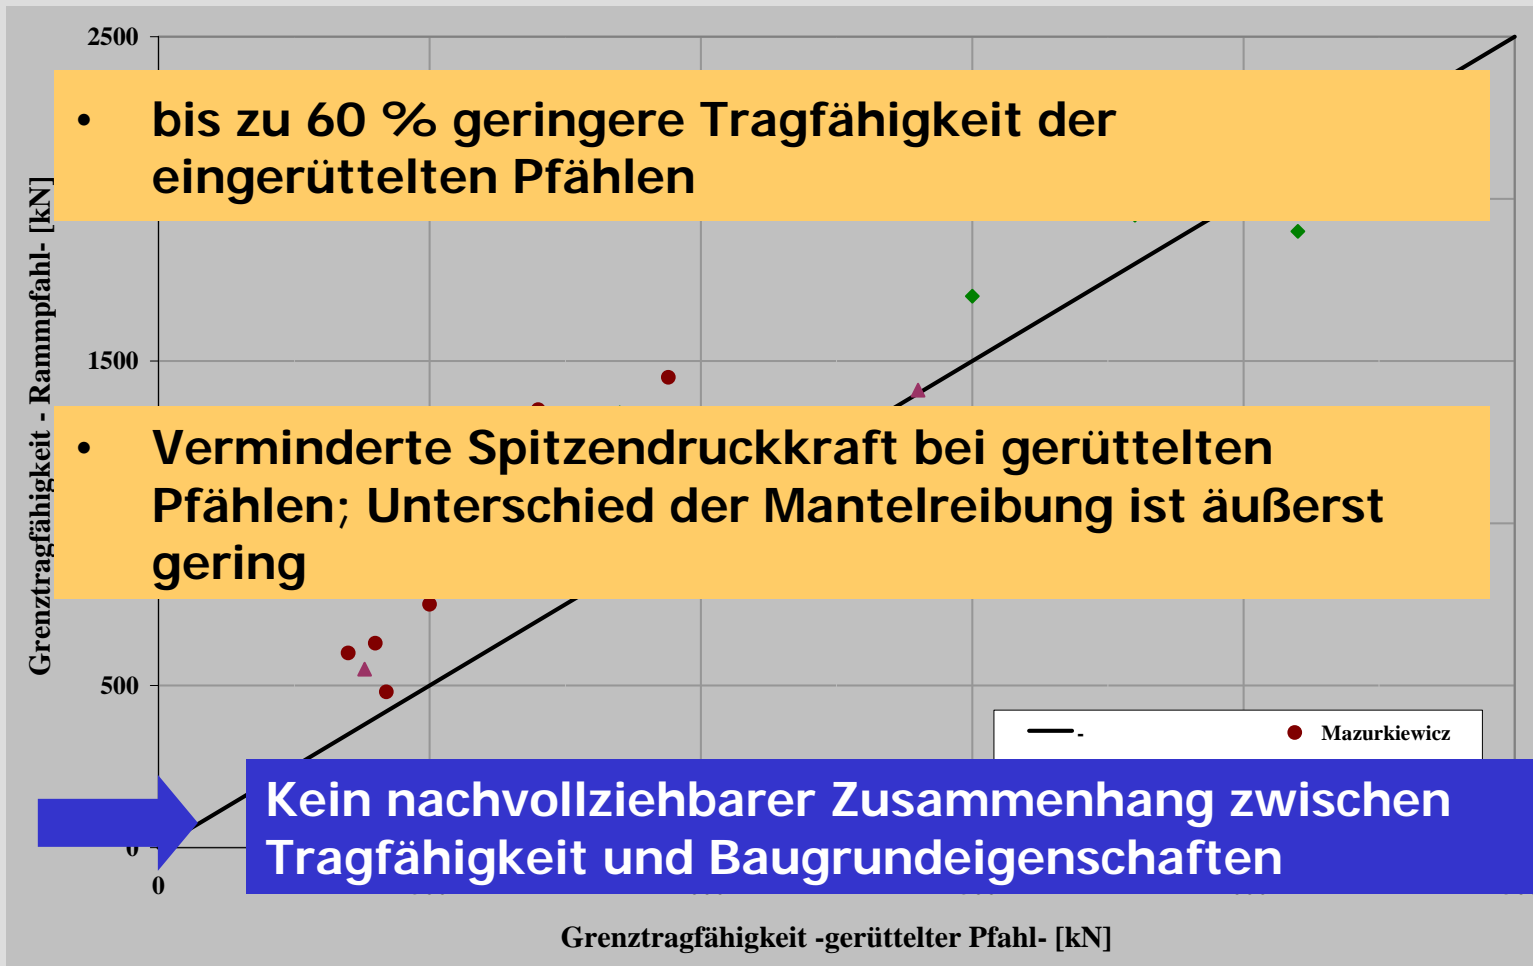 2500
• bis zu 60 % geringere Tragfähigkeit der
eingerüttelten Pfählen
Grenztragfähigkeit - Rammpfahl- [kN]
1500
• Verminderte Spitzendruckkraft bei gerüttelten
Pfählen; Unterschied der Mantelreibung ist äußerst
gering
500
- Mazurkiewicz
Kein nachvollziehbarer Zusammenhang zwischen
Tragfähigkeit und Baugrundeigenschaften
0
0
Grenztragfähigkeit -gerüttelter Pfahl- [kN]